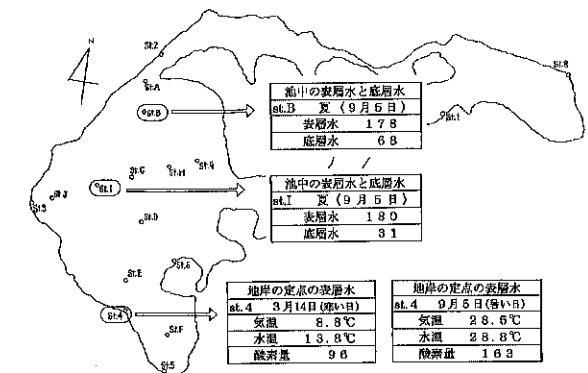 N
St.2
St.A
St.B
St.8
St.1
池中の表層水と底層水
st.B 夏 (9月5日)
表層水 178
底層水 68
St.G
St.H
St.I
St.J
St.3
St.D
池中の表層水と底層水
st.I 夏 (9月5日)
表層水 180
底層水 31
St.E
St.4
St.F
St.5
池岸の定点の表層水
st.4 3月14日(寒い日)
気温 8.8℃
水温 13.8℃
酸素量 96
池岸の定点の表層水
st.4 9月5日(暑い日)
気温 28.5℃
水温 28.8℃
酸素量 163